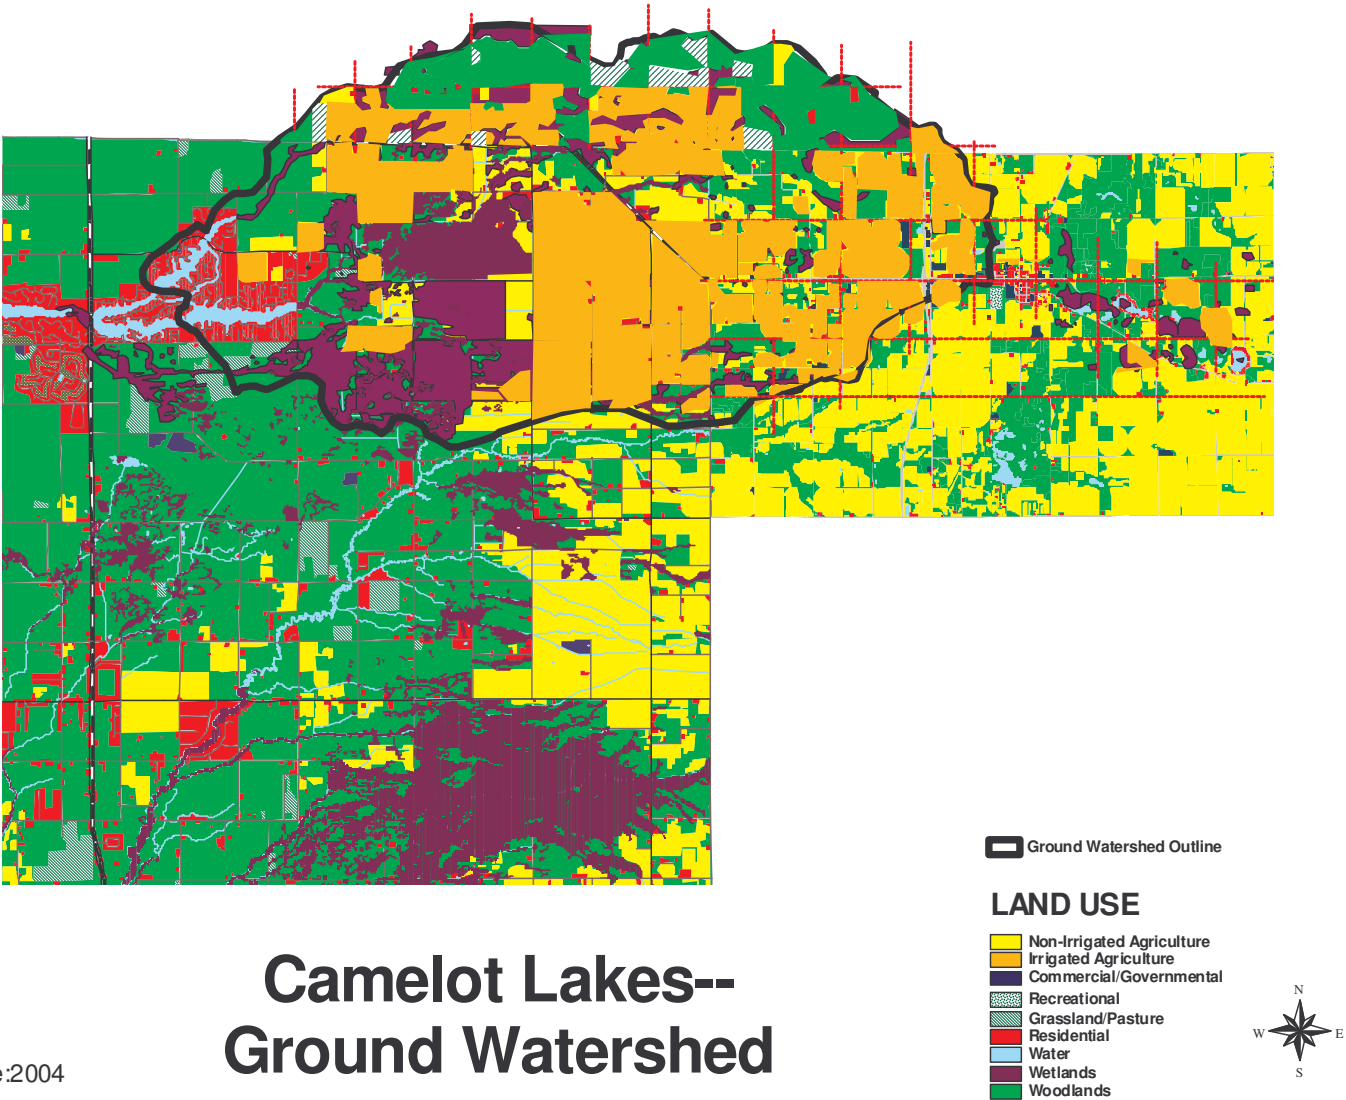 Ground Watershed Outline
LAND USE
Non-Irrigated Agriculture
Irrigated Agriculture
Commercial/Governmental
Recreational
Grassland/Pasture
Residential
Water
Wetlands
Woodlands
N
W E
S
Camelot Lakes--
Ground Watershed
:2004